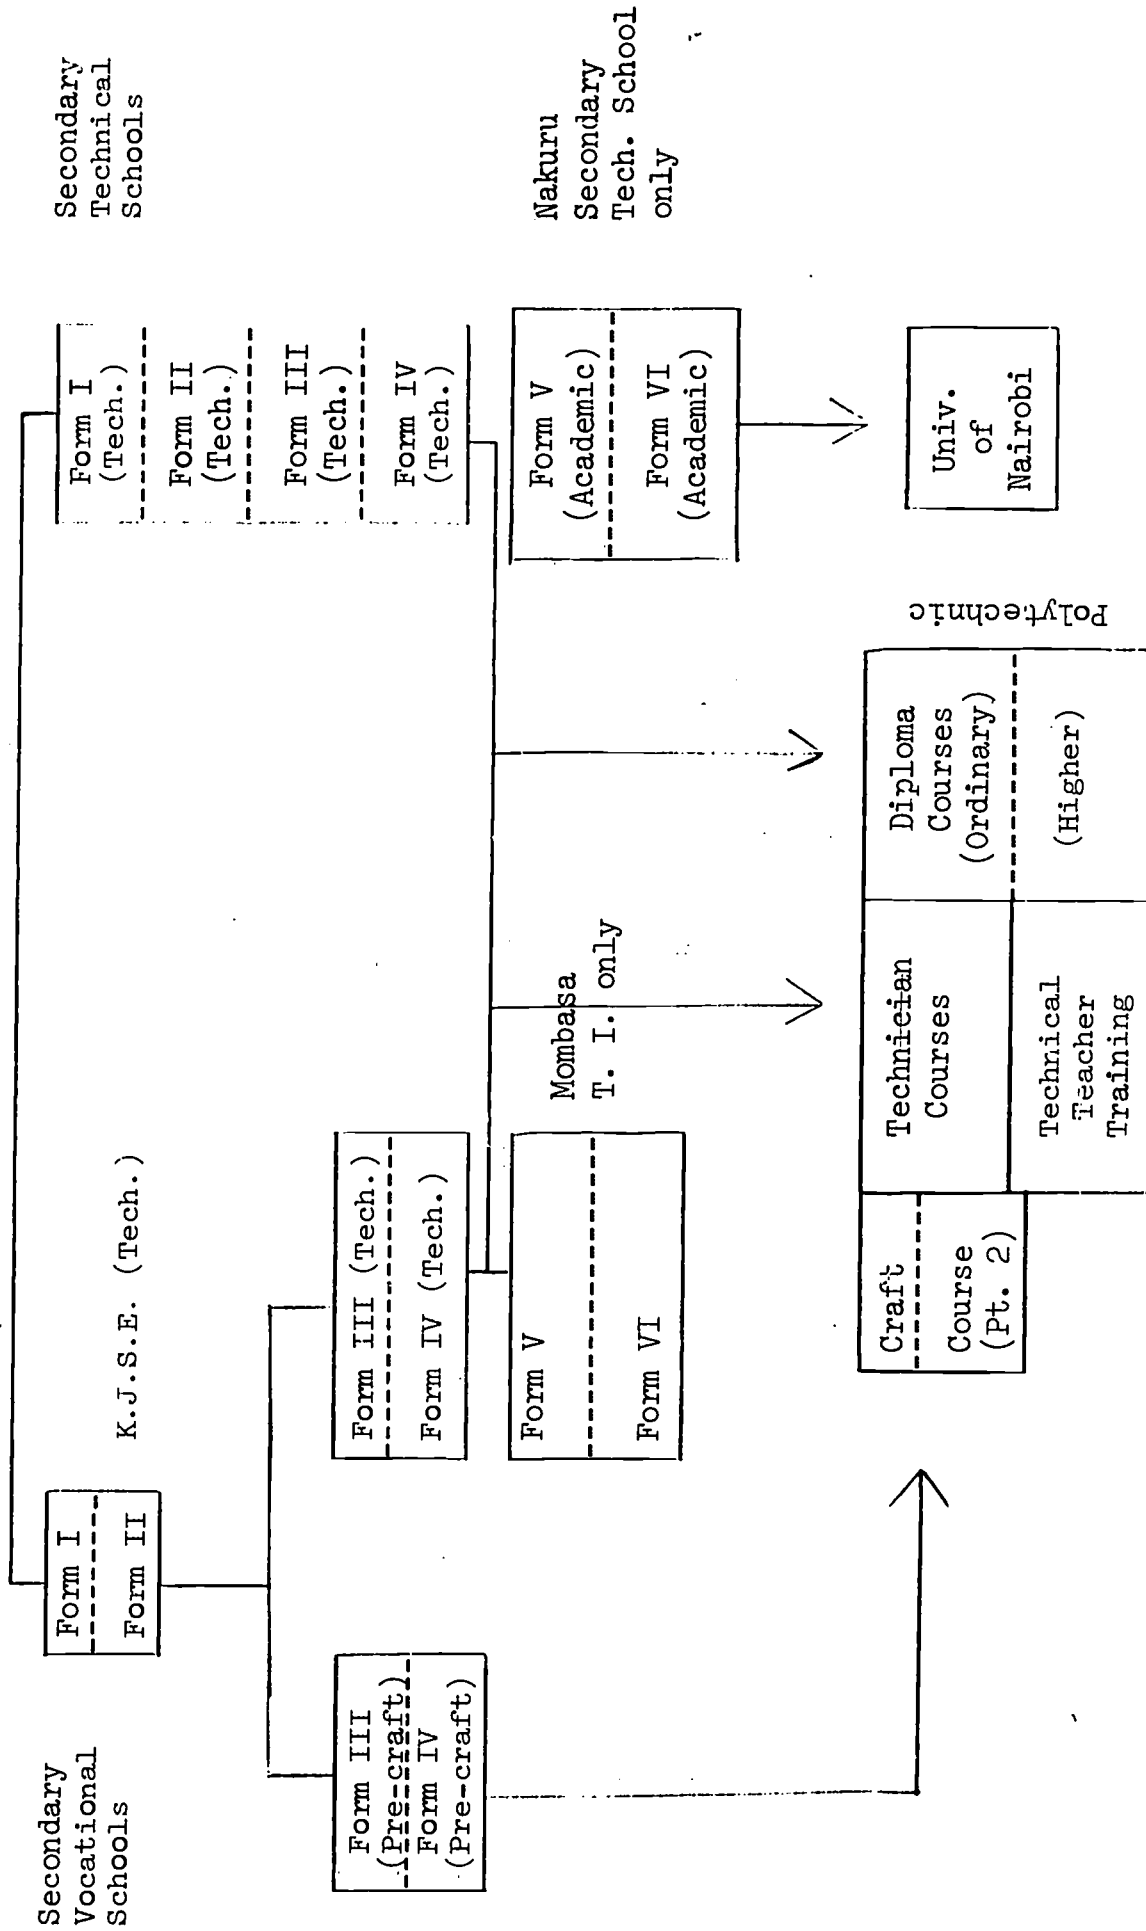 Secondary
Vocational
Schools
Form I
Form II
K.J.S.E. (Tech.)
Form III
(Pre-craft)
Form IV
(Pre-craft)
Form III (Tech.)
Form IV (Tech.)
Form V
Form VI
Mombasa
T. I. only
Secondary
Technical
Schools
Form I
(Tech.)
Form II
(Tech.)
Form III
(Tech.)
Form IV
(Tech.)
Nakuru
Secondary
Tech. School
only
Form V
(Academic)
Form VI
(Academic)
Univ.
of
Nairobi
Craft
Course
(Pt. 2)
Technician
Courses
Technical
Teacher
Training
Diploma
Courses
(Ordinary)
(Higher)
Polytechnic